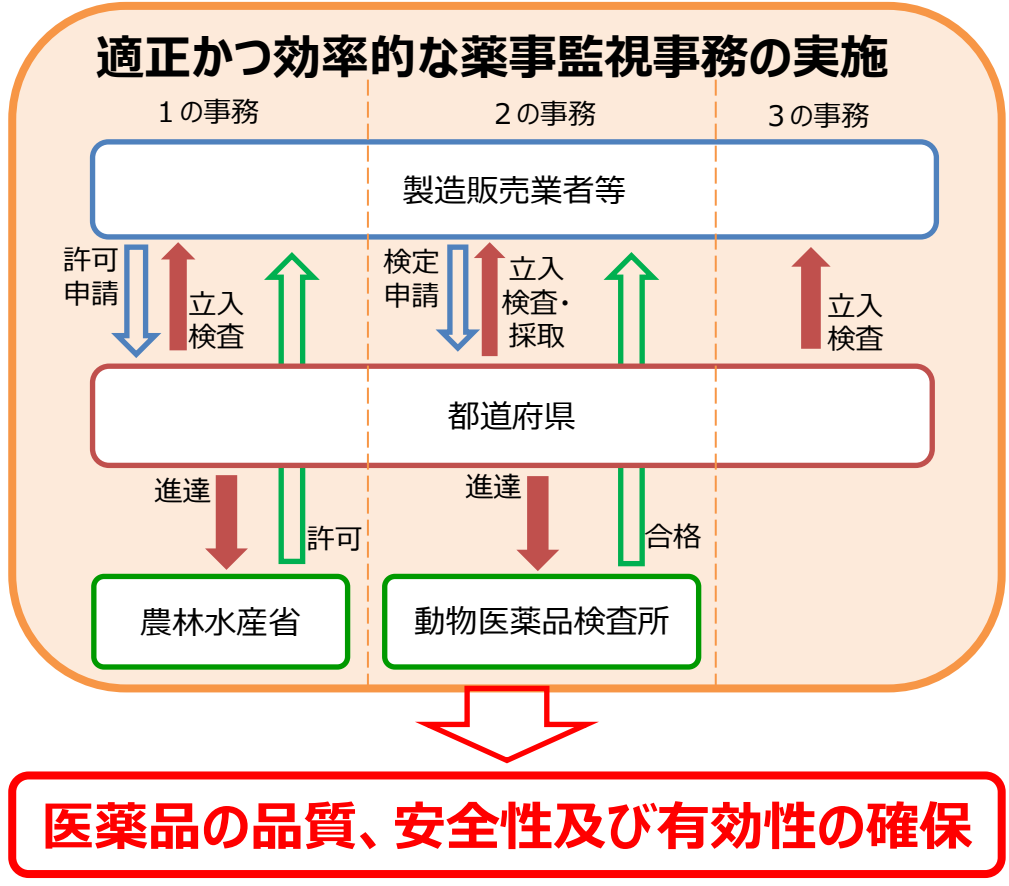 適正かつ効率的な薬事監視事務の実施
１の事務
２の事務
３の事務
製造販売業者等
許可
申請
立入
検査
検定
申請
立入
検査・
採取
立入
検査
都道府県
進達
許可
進達
合格
農林水産省
動物医薬品検査所
医薬品の品質、安全性及び有効性の確保